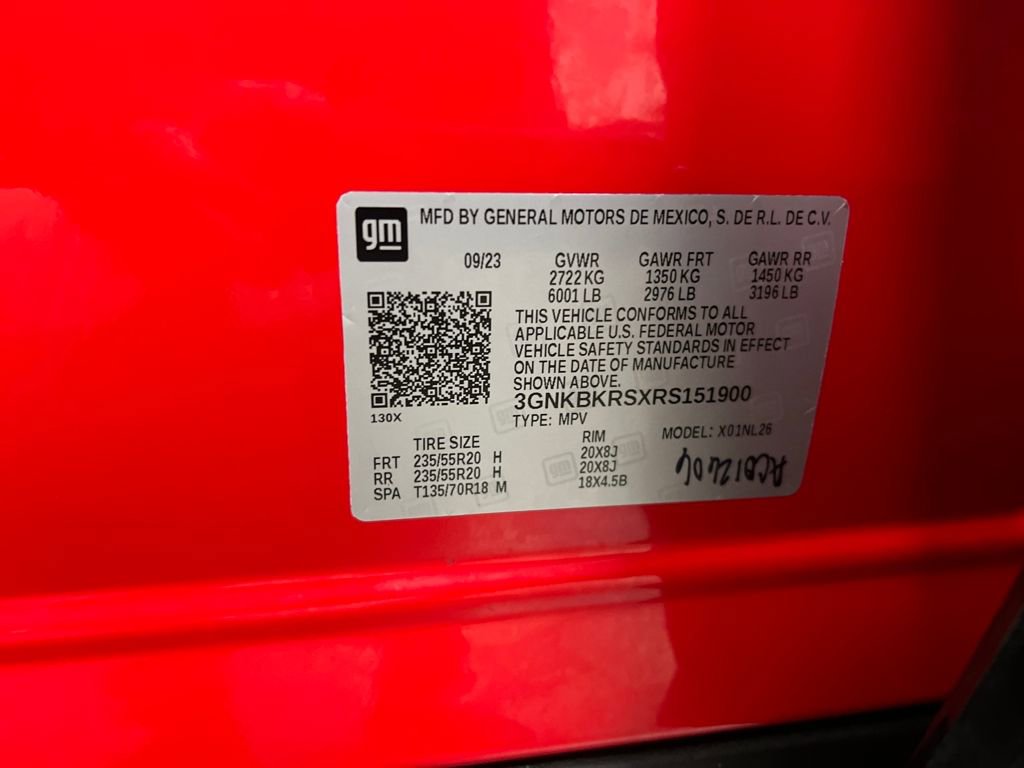 gm
MFD BY GENERAL MOTORS DE MEXICO, S. DE R.L. DE C.V.
09/23 GVWR GAWR FRT GAWR RR
2722 KG 1350 KG 1450 KG
6001 LB 2976 LB 3196 LB
THIS VEHICLE CONFORMS TO ALL
APPLICABLE U.S. FEDERAL MOTOR
VEHICLE SAFETY STANDARDS IN EFFECT
ON THE DATE OF MANUFACTURE
SHOWN ABOVE.
3GNKBKRSXRS151900
130X
TYPE: MPV MODEL: X01NL26
TIRE SIZE RIM
FRT 235/55R20 H 20X8J
RR 235/55R20 H 20X8J
SPA T135/70R18 M 18X4.5B